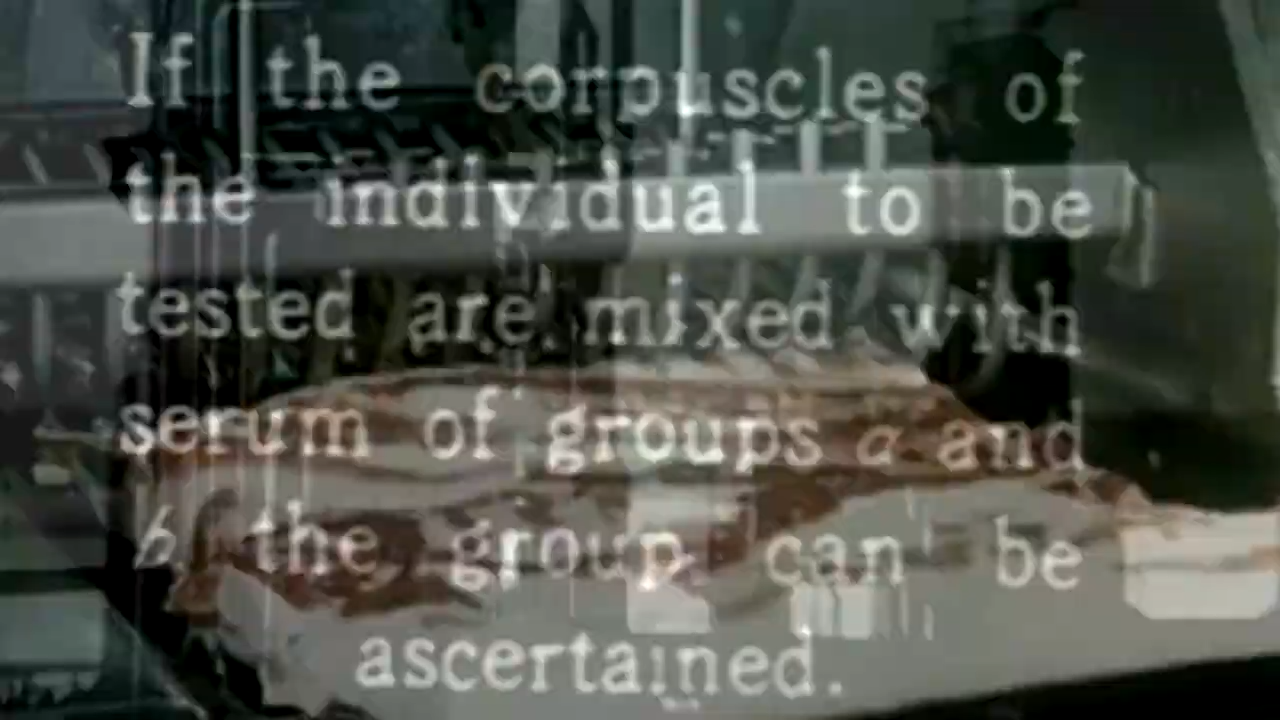 If the corpuscles of
the individual to be
tested are mixed with
serum of groups a and
b the group can be
ascertained.